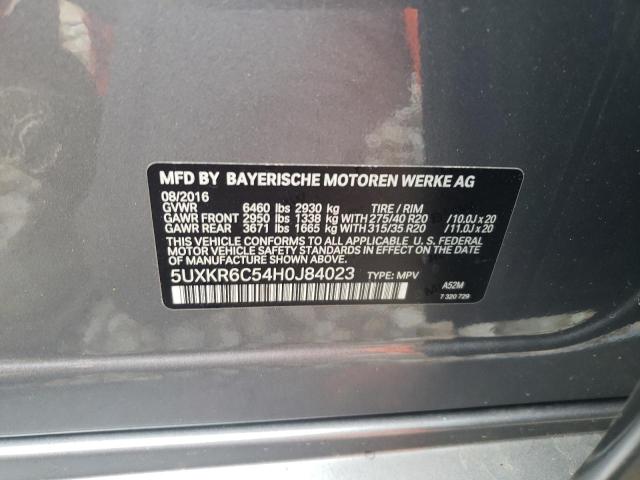 MFD BY BAYERISCHE MOTOREN WERKE AG
08/2016
GVWR 6460 lbs 2930 kg TIRE / RIM
GAWR FRONT 2950 lbs 1338 kg WITH 275/40 R20 /10.0J x 20
GAWR REAR 3671 lbs 1665 kg WITH 315/35 R20 /11.0J x 20
THIS VEHICLE CONFORMS TO ALL APPLICABLE U.S. FEDERAL
MOTOR VEHICLE SAFETY STANDARDS IN EFFECT ON THE DATE OF
MANUFACTURE SHOWN ABOVE.
5UXKR6C54H0J84023 TYPE: MPV A52M
7 320 729